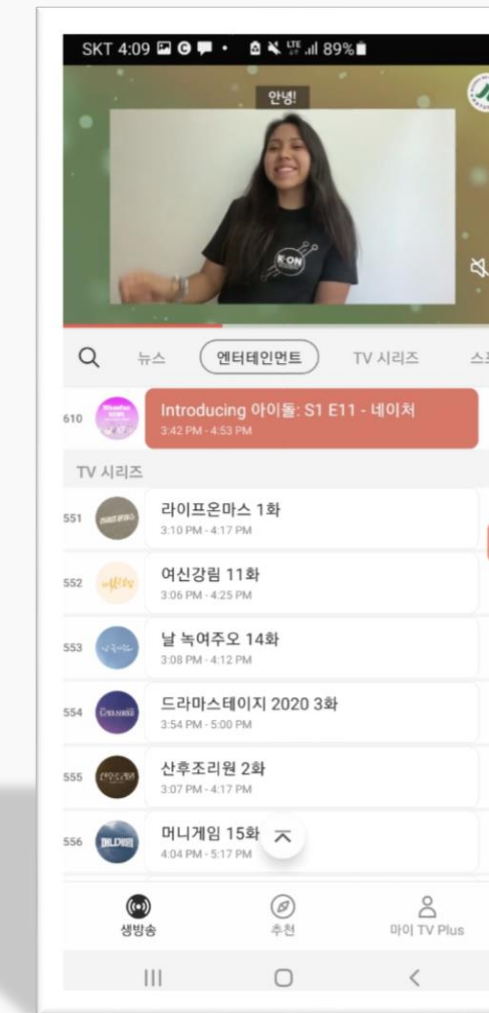 SKT 4:09
LTE
89%
안녕!
K-ON
뉴스
엔터테인먼트
TV 시리즈
610
Introducing 아이돌: S1 E11 - 네이처
3:42 PM - 4:53 PM
TV 시리즈
551
라이프온마스 1화
3:10 PM - 4:17 PM
552
여신강림 11화
3:06 PM - 4:25 PM
553
날 녹여주오 14화
3:08 PM - 4:12 PM
554
드라마스테이지 2020 3화
3:54 PM - 5:00 PM
555
산후조리원 2화
3:07 PM - 4:17 PM
556
머니게임
머니게임 15화
4:04 PM - 5:17 PM
생방송
추천
마이 TV Plus